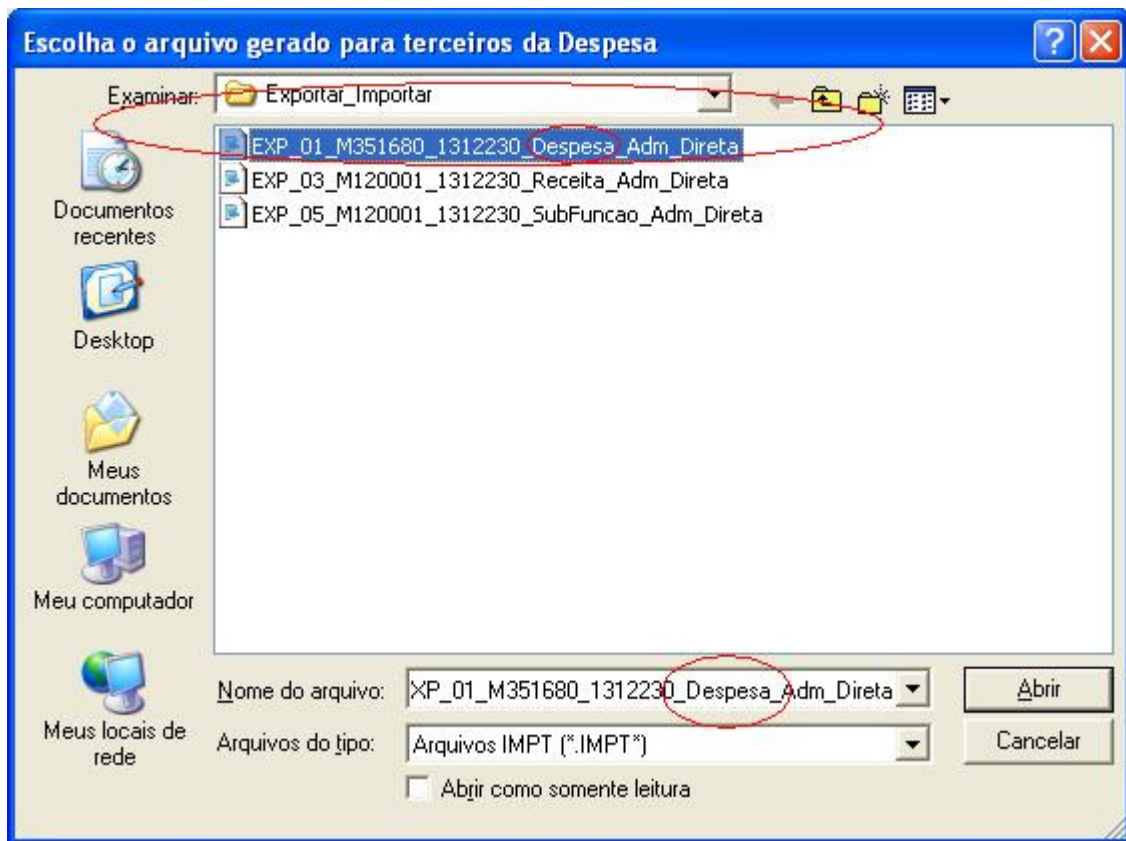 Escolha o arquivo gerado para terceiros da Despesa
Examinar: Exportar_Importar
EXP_01_M351680_1312230_Despesa_Adm_Direta
EXP_03_M120001_1312230_Receita_Adm_Direta
EXP_05_M120001_1312230_SubFuncao_Adm_Direta
Documentos
recentes
Desktop
Meus
documentos
Meu computador
Meus locais de
rede
Nome do arquivo: XP_01_M351680_1312230_Despesa_Adm_Direta Abrir
Arquivos do tipo: Arquivos IMPT (*.IMPT*) Cancelar
Abrir como somente leitura